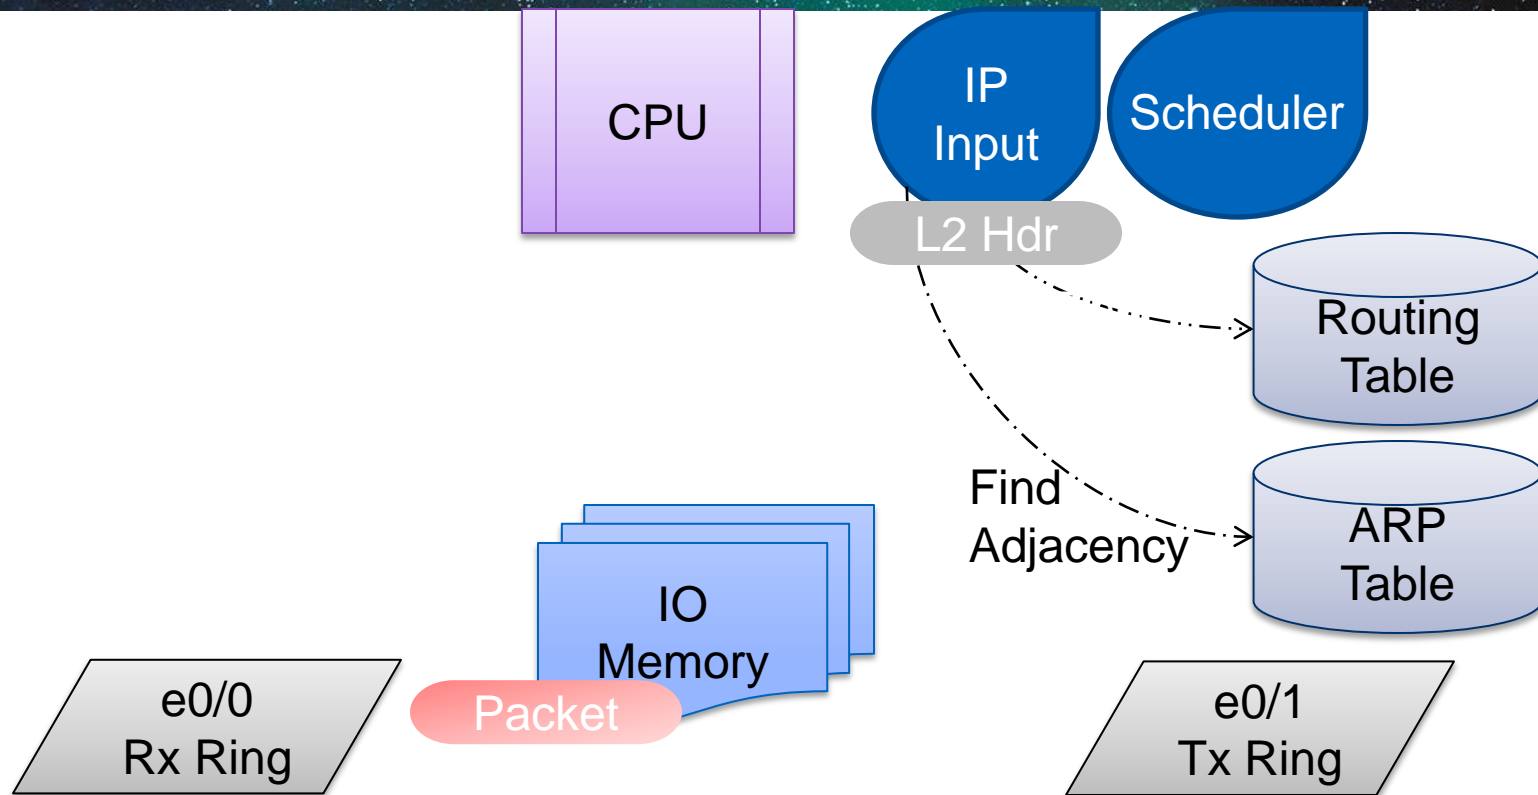 CPU
IP
Input
Scheduler
L2 Hdr
Routing
Table
Find
Adjacency
ARP
Table
IO
Memory
Packet
e0/0
Rx Ring
e0/1
Tx Ring